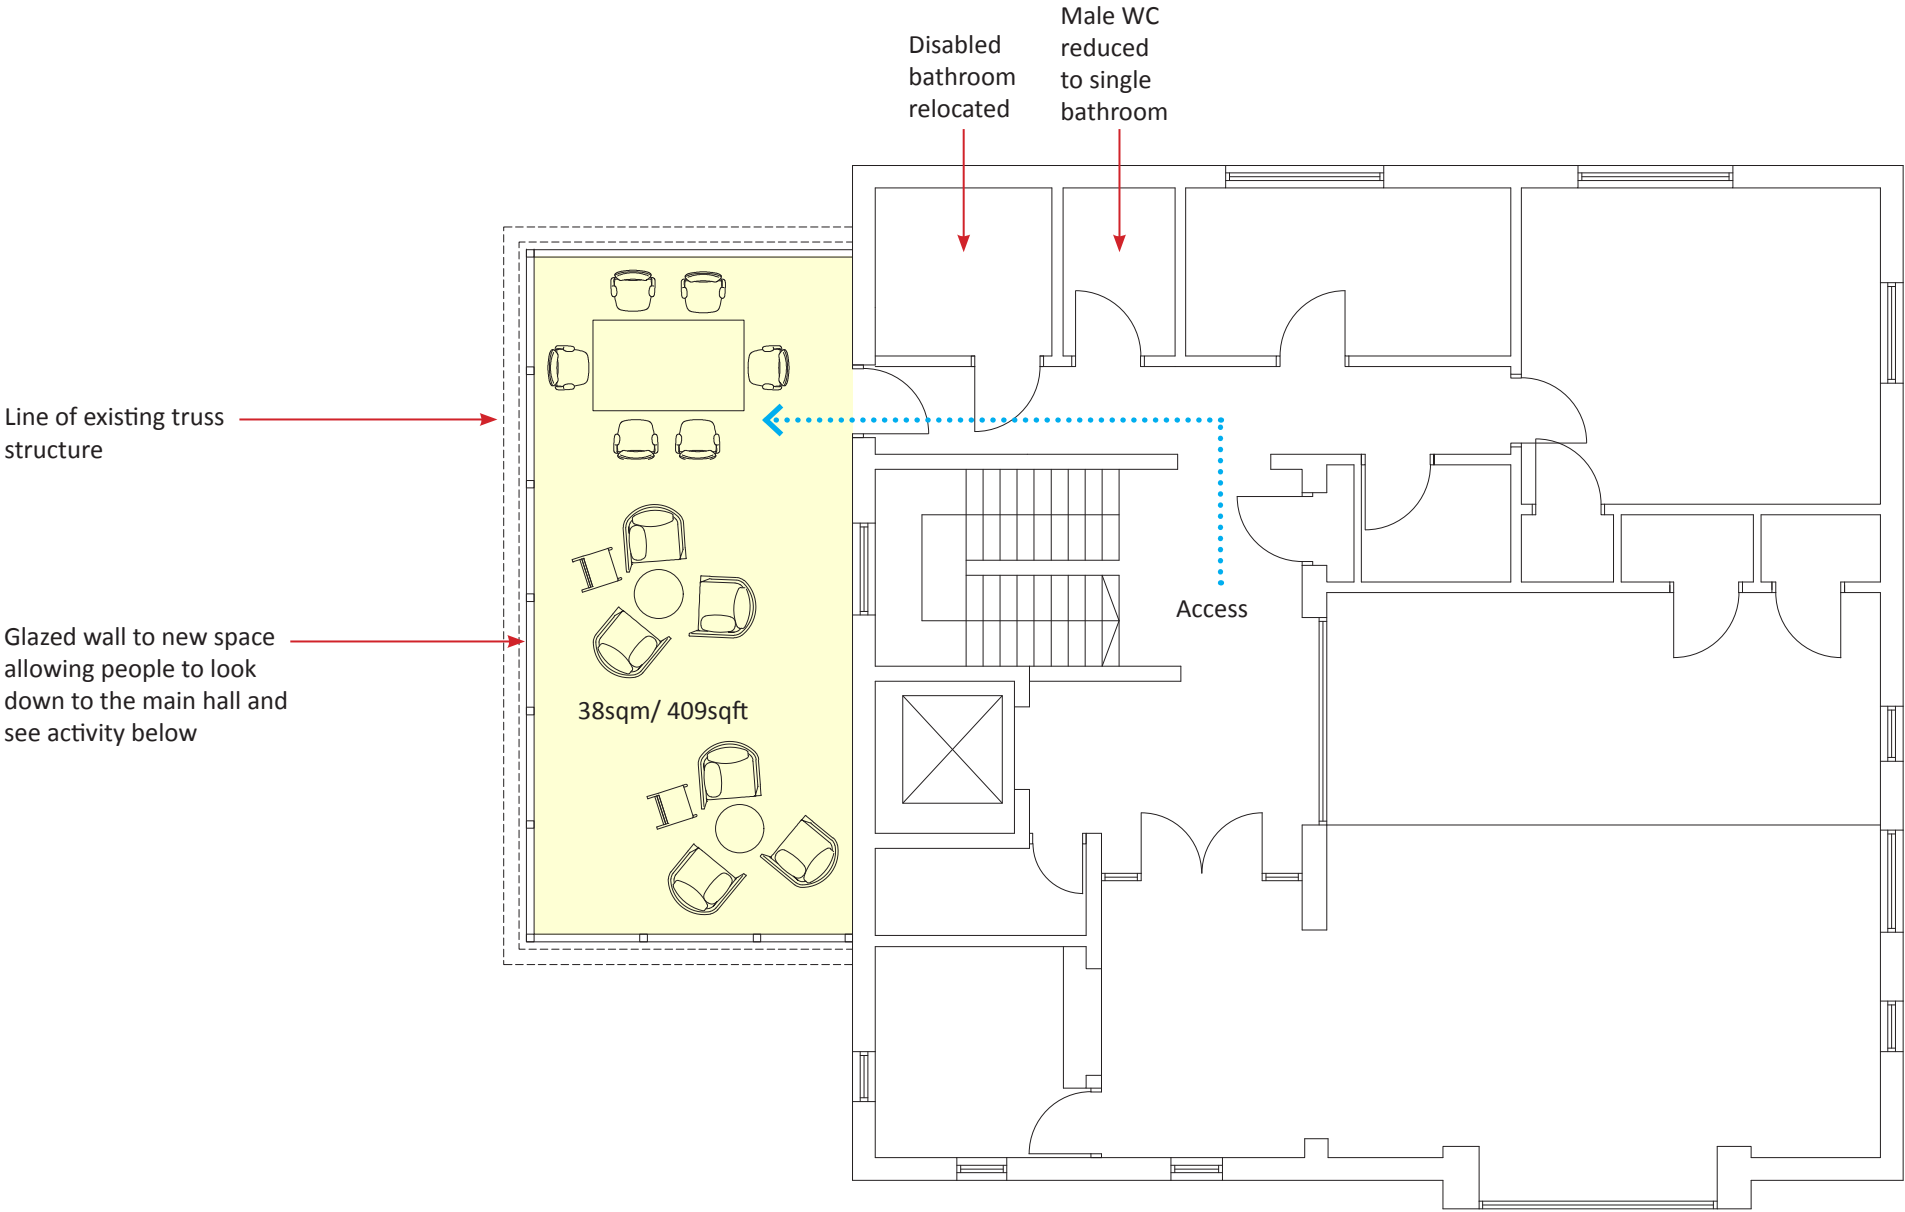 Male WC
reduced
to single
bathroom
Disabled
bathroom
relocated
Line of existing truss
structure
Access
Glazed wall to new space
allowing people to look
down to the main hall and
see activity below
38sqm/ 409sqft